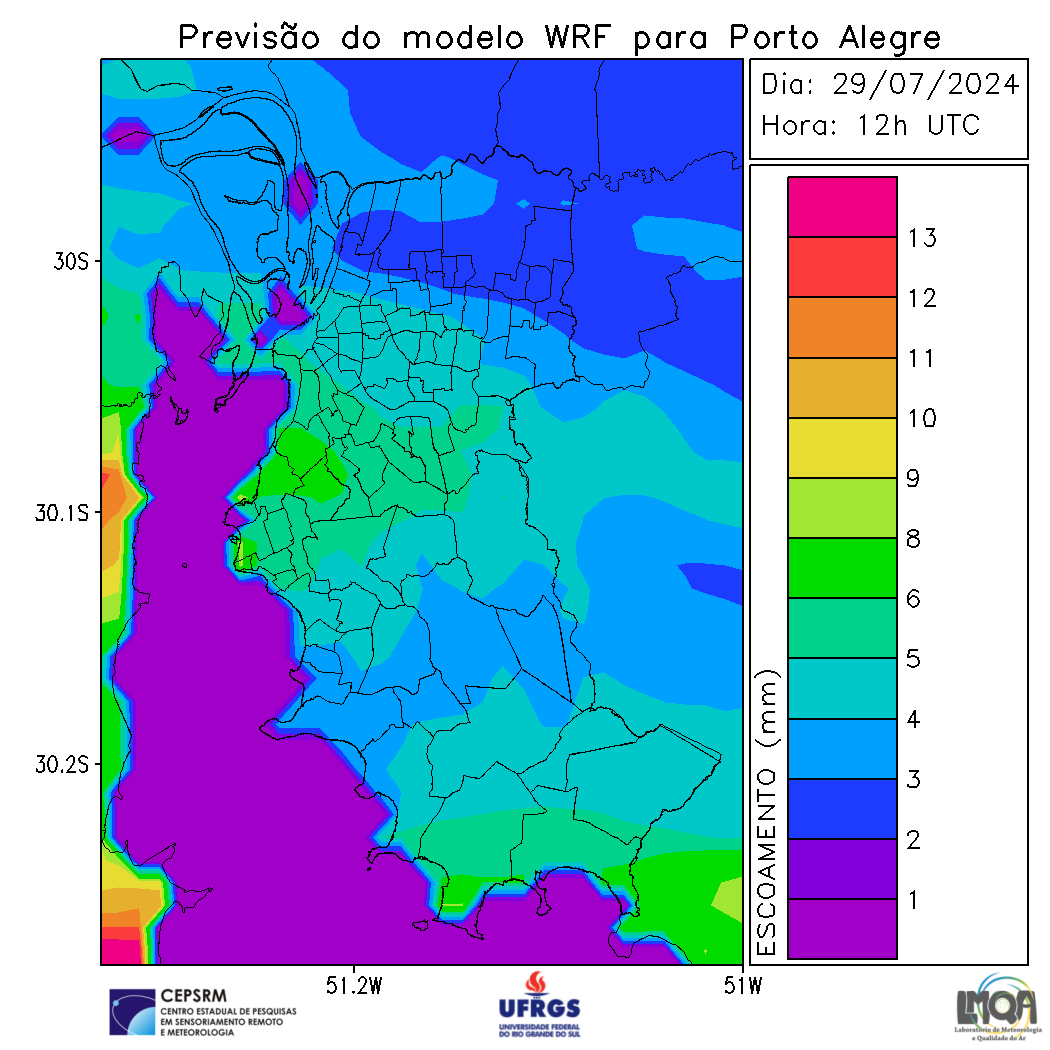 Previsão do modelo WRF para Porto Alegre
Dia: 29/07/2024
Hora: 12h UTC
30S
30.1S
30.2S
51.2W
51W
ESCOAMENTO (mm)
13
12
11
10
9
8
6
5
4
3
2
1
CEPSRM
CENTRO ESTADUAL DE PESQUISAS
EM SENSORIAMENTO REMOTO
E METEOROLOGIA
UFRGS
UNIVERSIDADE FEDERAL
DO RIO GRANDE DO SUL
LMQA
Laboratório de Meteorologia
e Qualidade do Ar